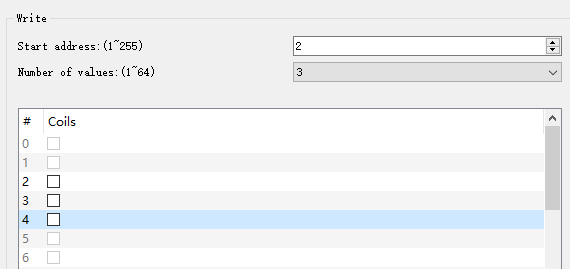 Write
Start address:(1~255) 2
Number of values:(1~64) 3
# Coils
0
1
2
3
4
5
6